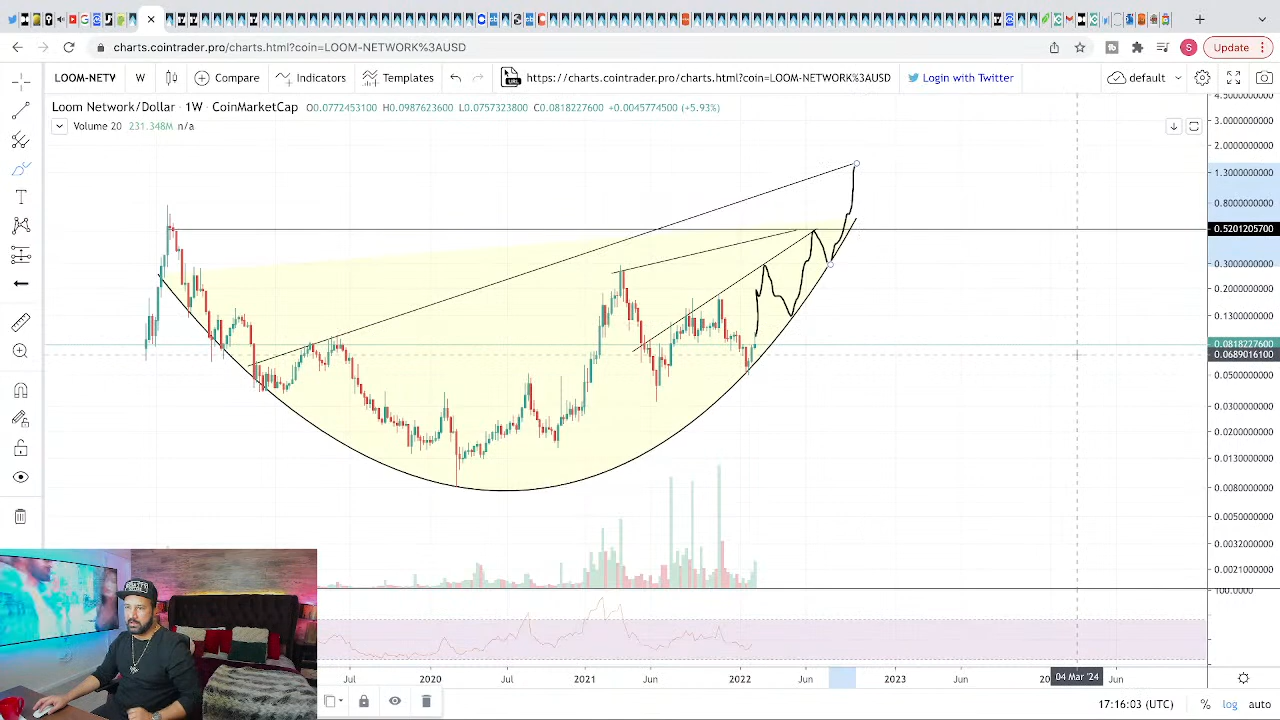 charts.cointrader.pro/charts.html?coin=LOOM-NETWORK%3AUSD
S
Update
LOOM-NETV
W
Compare
Indicators
Templates
URL
https://charts.cointrader.pro/charts.html?coin=LOOM-NETWORK%3AUSD
Login with Twitter
default
Loom Network/Dollar 1W CoinMarketCap O0.0772453100 H0.0987623600 L0.0757323800 C0.0818227600 +0.0045774500 (+5.93%)
Volume 20 231.348M n/a
4.5000000000
3.0000000000
2.0000000000
1.3000000000
0.8000000000
0.5201205700
0.3000000000
0.2000000000
0.1300000000
0.0818227600
0.0689016100
0.0500000000
0.0300000000
0.0200000000
0.0130000000
0.0080000000
0.0050000000
0.0032000000
0.0021000000
100.0000
Jul
2020
Jul
2021
Jun
2022
Jun
2023
Jun
04 Mar '24
Jun
17:16:03 (UTC)
%
log
auto